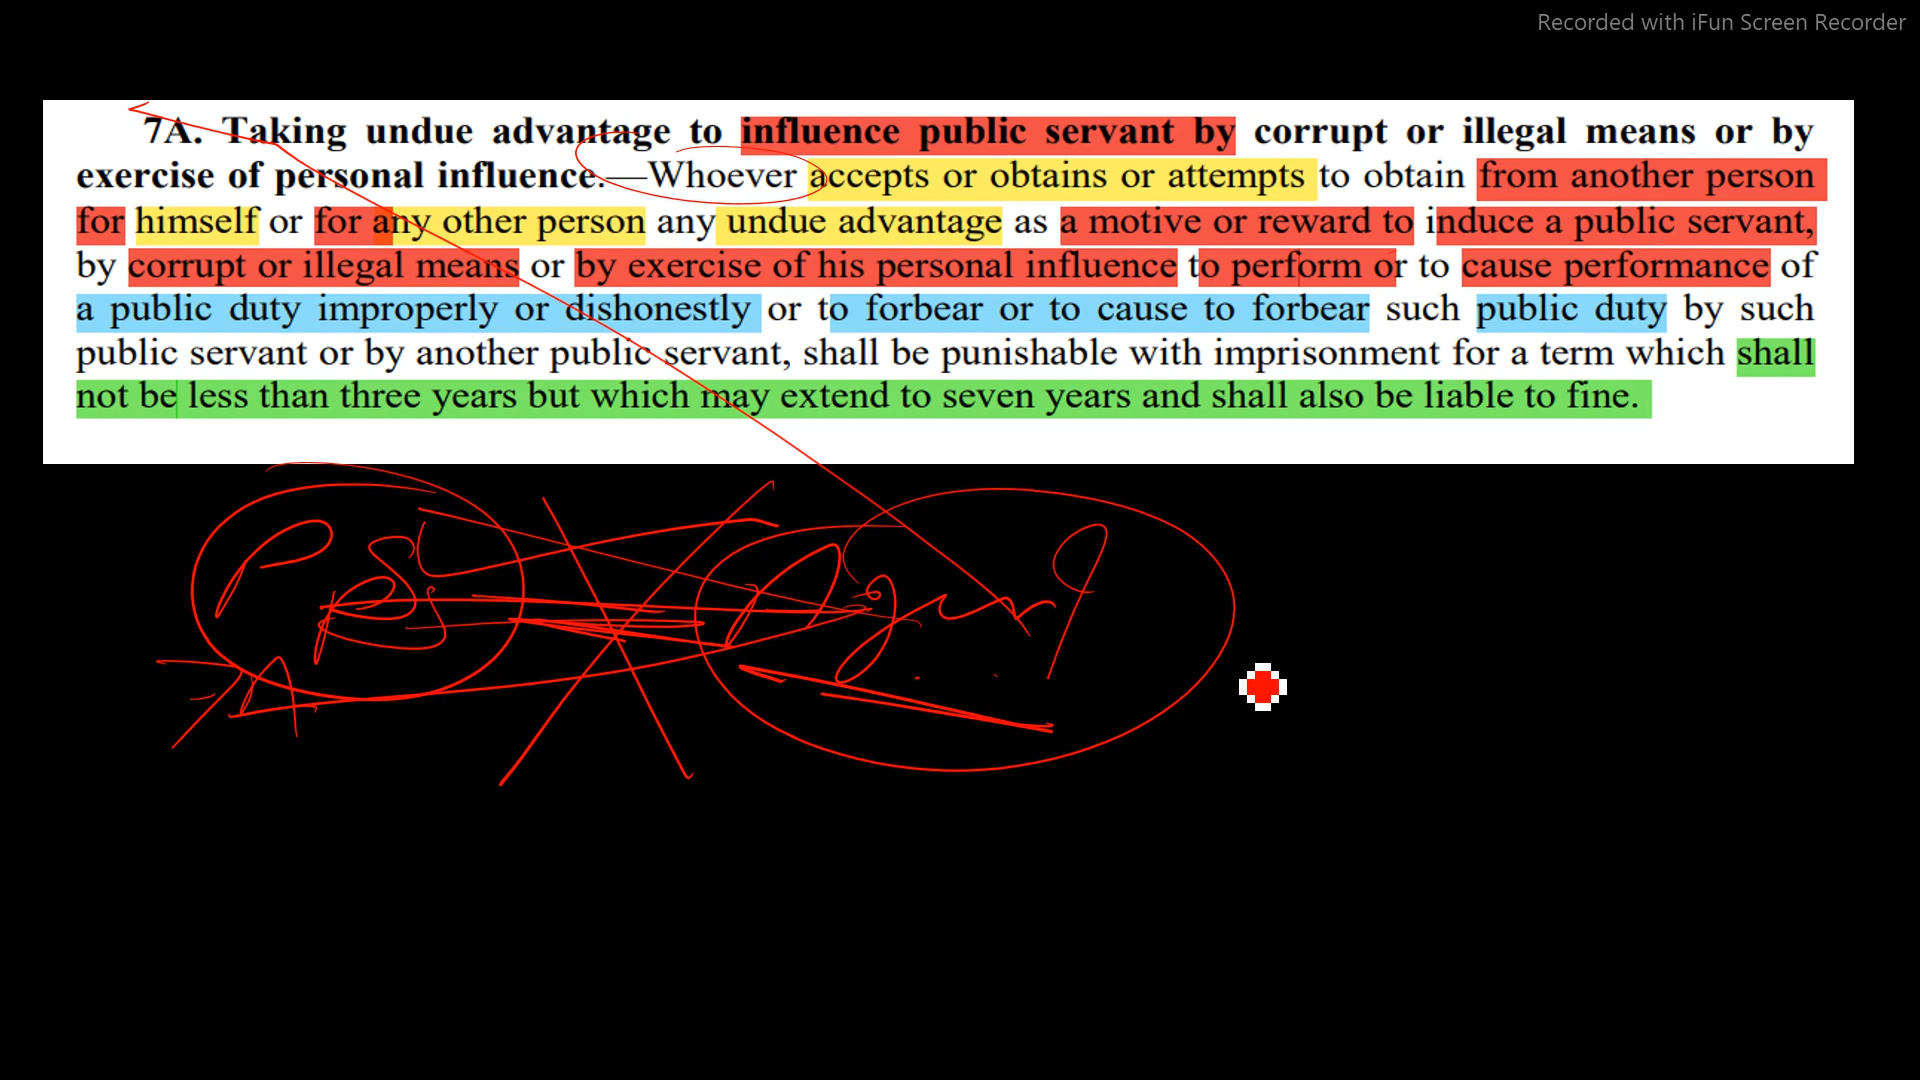 Recorded with iFun Screen Recorder
7A. Taking undue advantage to influence public servant by corrupt or illegal means or by
exercise of personal influence.—Whoever accepts or obtains or attempts to obtain from another person
for himself or for any other person any undue advantage as a motive or reward to induce a public servant,
by corrupt or illegal means or by exercise of his personal influence to perform or to cause performance of
a public duty improperly or dishonestly or to forbear or to cause to forbear such public duty by such
public servant or by another public servant, shall be punishable with imprisonment for a term which shall
not be less than three years but which may extend to seven years and shall also be liable to fine.